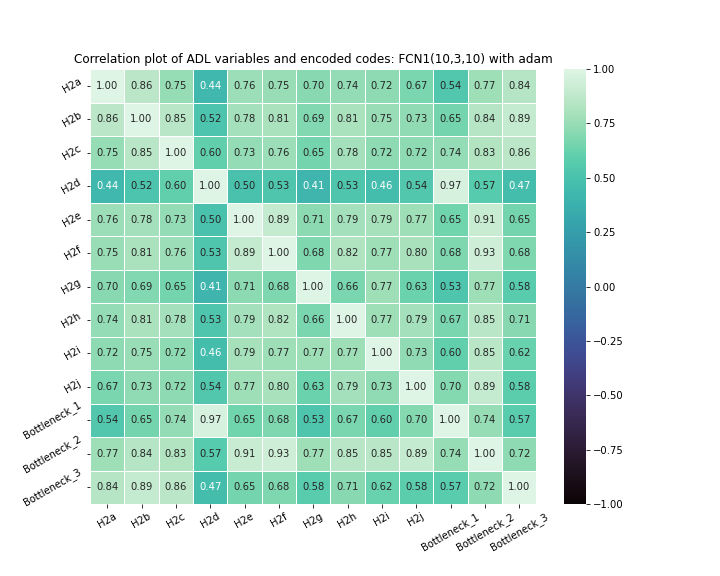 Correlation plot of ADL variables and encoded codes: FCN1(10,3,10) with adam
H2a 1.00 0.86 0.75 0.44 0.76 0.75 0.70 0.74 0.72 0.67 0.54 0.77 0.84
H2b 0.86 1.00 0.85 0.52 0.78 0.81 0.69 0.81 0.75 0.73 0.65 0.84 0.89
H2c 0.75 0.85 1.00 0.60 0.73 0.76 0.65 0.78 0.72 0.72 0.74 0.83 0.86
H2d 0.44 0.52 0.60 1.00 0.50 0.53 0.41 0.53 0.46 0.54 0.97 0.57 0.47
H2e 0.76 0.78 0.73 0.50 1.00 0.89 0.71 0.79 0.79 0.77 0.65 0.91 0.65
H2f 0.75 0.81 0.76 0.53 0.89 1.00 0.68 0.82 0.77 0.80 0.68 0.93 0.68
H2g 0.70 0.69 0.65 0.41 0.71 0.68 1.00 0.66 0.77 0.63 0.53 0.77 0.58
H2h 0.74 0.81 0.78 0.53 0.79 0.82 0.66 1.00 0.77 0.79 0.67 0.85 0.71
H2i 0.72 0.75 0.72 0.46 0.79 0.77 0.77 0.77 1.00 0.73 0.60 0.85 0.62
H2j 0.67 0.73 0.72 0.54 0.77 0.80 0.63 0.79 0.73 1.00 0.70 0.89 0.58
Bottleneck_1 0.54 0.65 0.74 0.97 0.65 0.68 0.53 0.67 0.60 0.70 1.00 0.74 0.57
Bottleneck_2 0.77 0.84 0.83 0.57 0.91 0.93 0.77 0.85 0.85 0.89 0.74 1.00 0.72
Bottleneck_3 0.84 0.89 0.86 0.47 0.65 0.68 0.58 0.71 0.62 0.58 0.57 0.72 1.00
H2a H2b H2c H2d H2e H2f H2g H2h H2i H2j Bottleneck_1 Bottleneck_2 Bottleneck_3
1.00
0.75
0.50
0.25
0.00
−0.25
−0.50
−0.75
−1.00